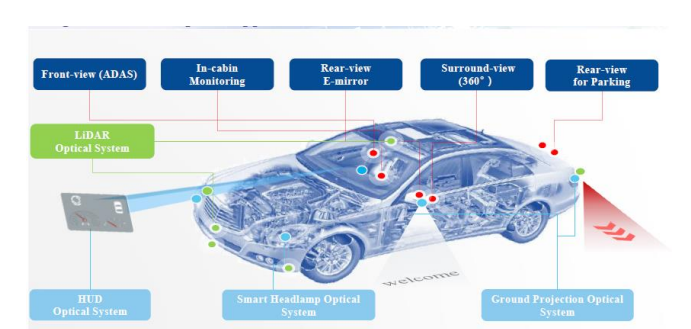 Front-view (ADAS)
In-cabin
Monitoring
Rear-view
E-mirror
Surround-view
(360° )
Rear-view
for Parking
LiDAR
Optical System
welcome
HUD
Optical System
Smart Headlamp Optical
System
Ground Projection Optical
System